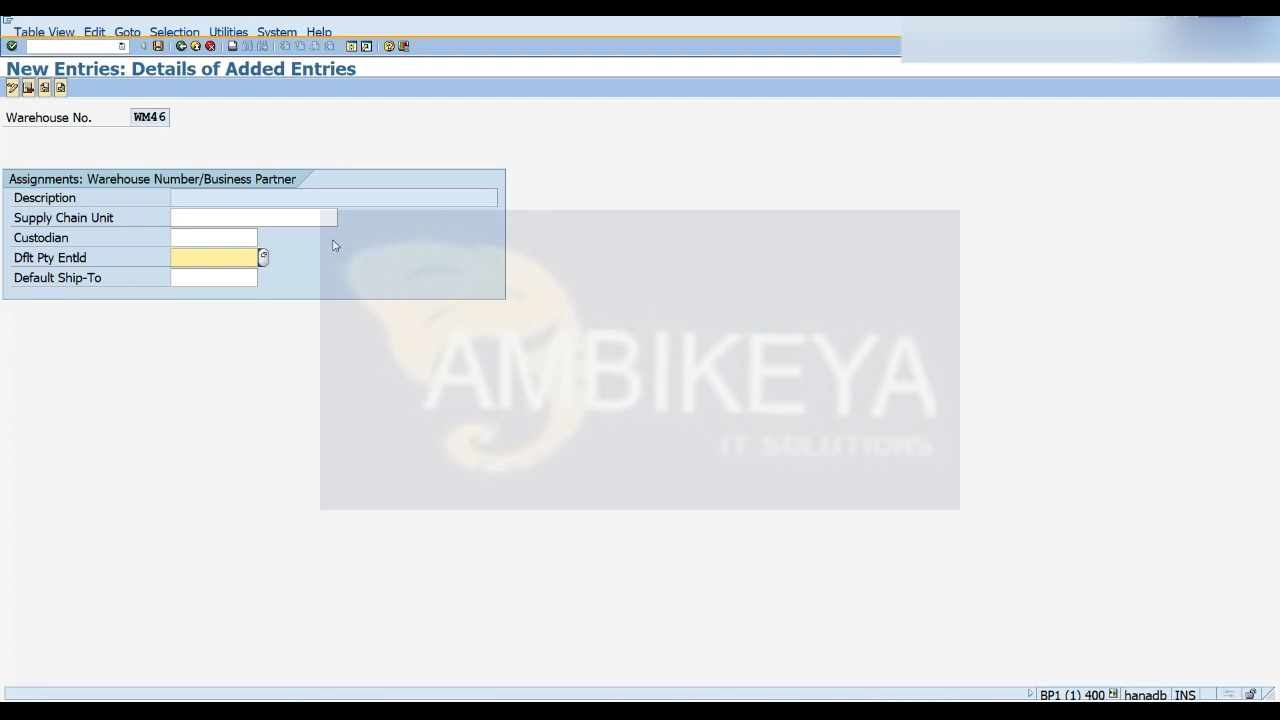 Table View Edit Goto Selection Utilities System Help
New Entries: Details of Added Entries
Warehouse No. WM46
Assignments: Warehouse Number/Business Partner
Description
Supply Chain Unit
Custodian
Dflt Pty Entld
Default Ship-To
AMBIKEYA
IT SOLUTIONS
BP1 (1) 400 hanadb INS